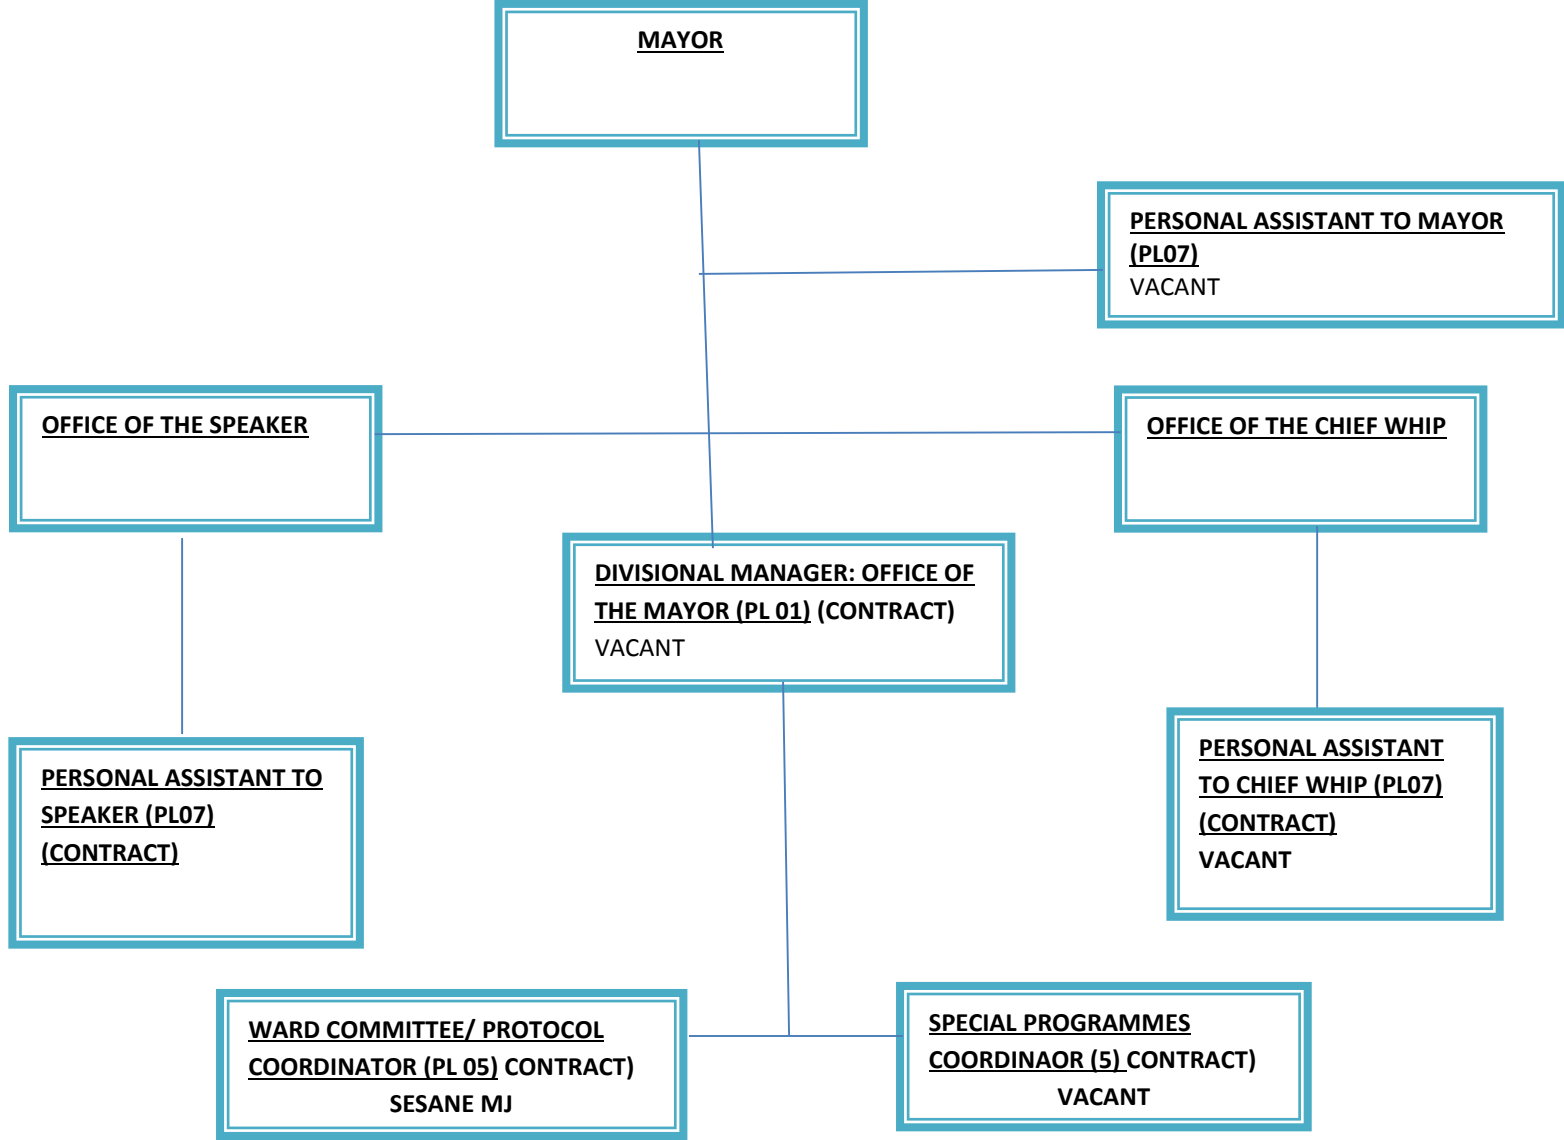 MAYOR
PERSONAL ASSISTANT TO MAYOR
(PL07)
VACANT
OFFICE OF THE SPEAKER
OFFICE OF THE CHIEF WHIP
DIVISIONAL MANAGER: OFFICE OF
THE MAYOR (PL 01) (CONTRACT)
VACANT
PERSONAL ASSISTANT TO
SPEAKER (PL07)
(CONTRACT)
PERSONAL ASSISTANT
TO CHIEF WHIP (PL07)
(CONTRACT)
VACANT
WARD COMMITTEE/ PROTOCOL
COORDINATOR (PL 05) CONTRACT)
SESANE MJ
SPECIAL PROGRAMMES
COORDINAOR (5) CONTRACT)
VACANT